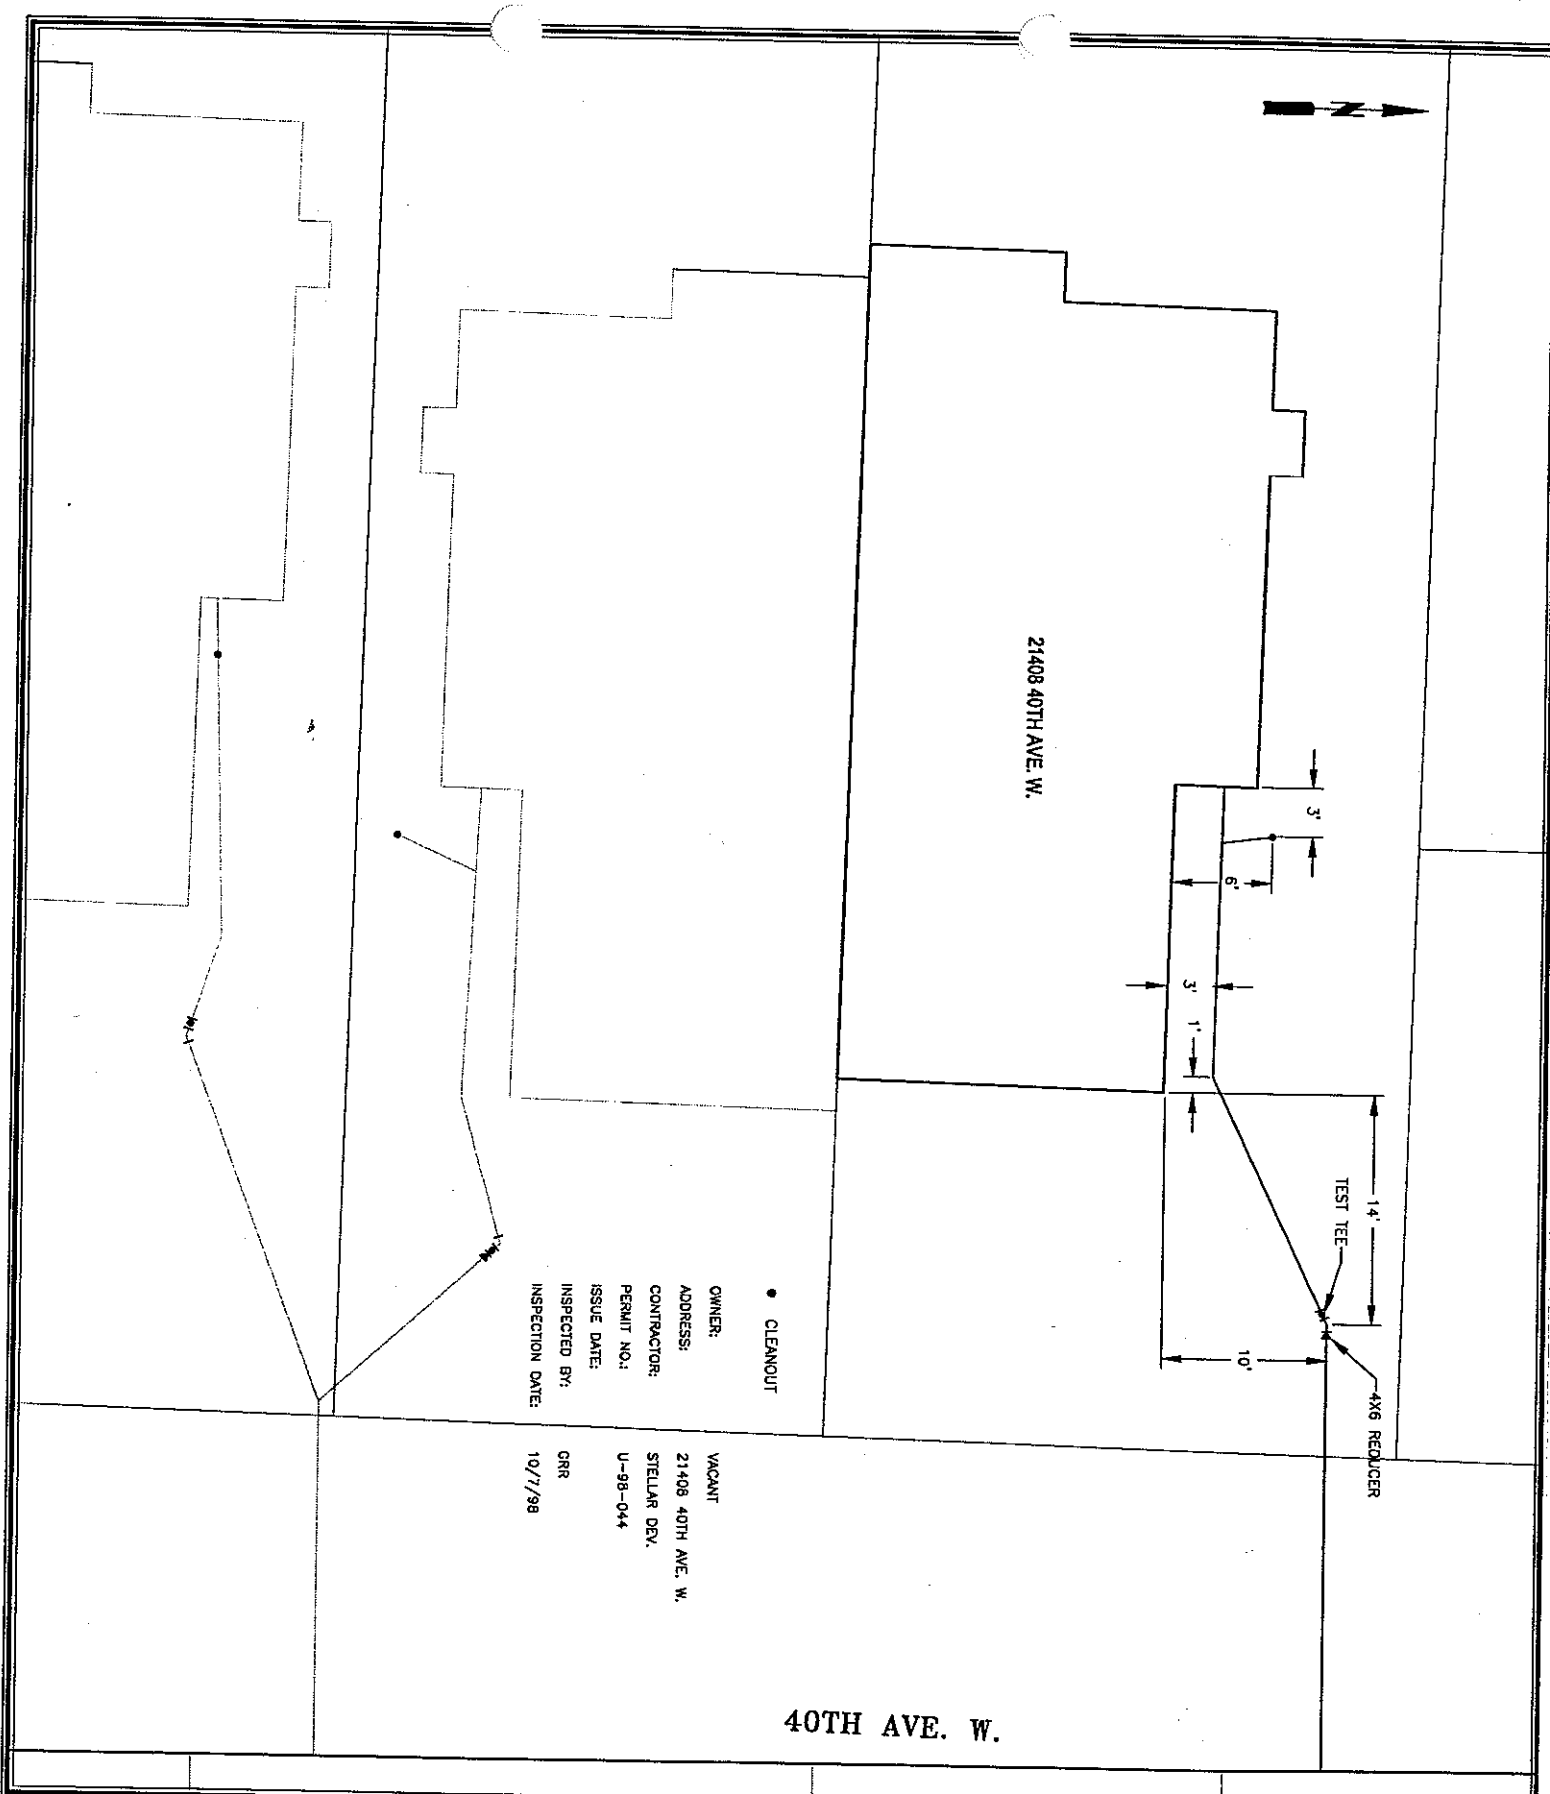 N
21408 40TH AVE. W.
3'
6'
3'
1'
14'
TEST TEE
10'
4X6 REDUCER
● CLEANOUT
OWNER: VACANT
ADDRESS: 21408 40TH AVE. W.
CONTRACTOR: STELLAR DEV.
PERMIT NO.: U-98-044
ISSUE DATE:
INSPECTED BY: GRR
INSPECTION DATE: 10/7/98
40TH AVE. W.